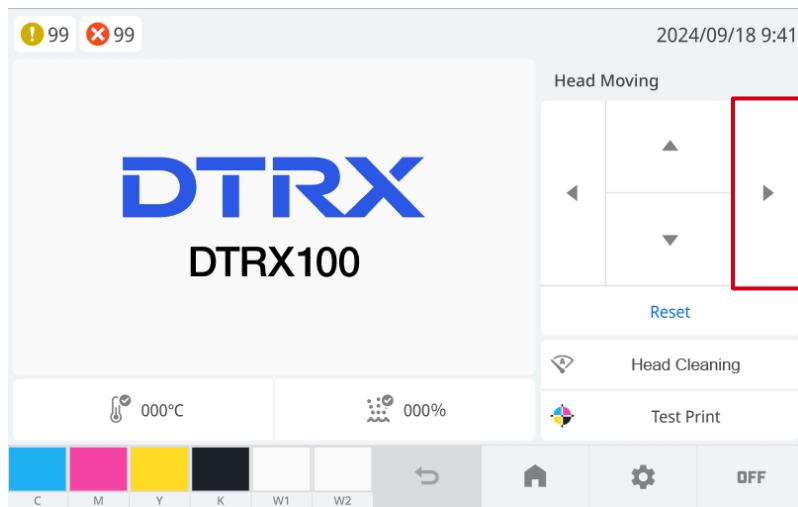 99 99
2024/09/18 9:41
Head Moving
DTRX
DTRX100
Reset
A
Head Cleaning
000°C
000%
Test Print
OFF
C M Y K W1 W2